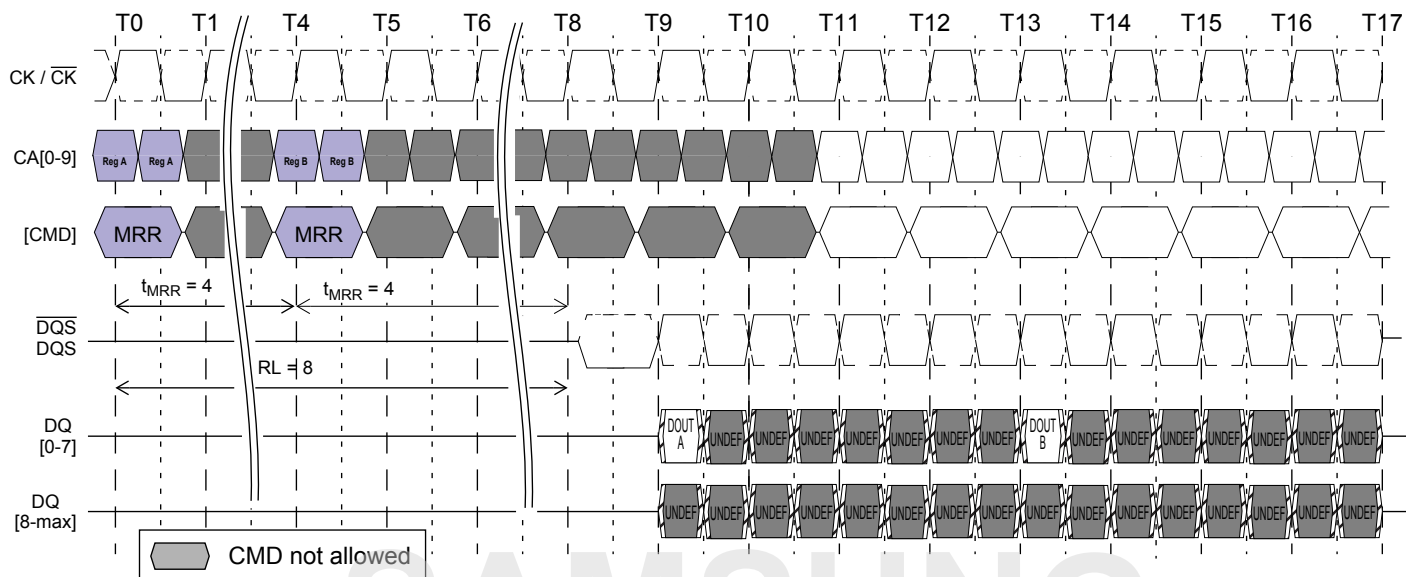 T0 T1 T4 T5 T6 T8 T9 T10 T11 T12 T13 T14 T15 T16 T17
CK / CK
CA[0-9] Reg A Reg A Reg B Reg B
[CMD] MRR MRR
tMRR = 4 tMRR = 4
DQS
DQS
RL = 8
DQ
[0-7]
DOUT
A
UNDEF UNDEF UNDEF UNDEF UNDEF UNDEF UNDEF
DOUT
B
UNDEF UNDEF UNDEF UNDEF UNDEF UNDEF UNDEF
DQ
[8-max]
UNDEF UNDEF UNDEF UNDEF UNDEF UNDEF UNDEF UNDEF UNDEF UNDEF UNDEF UNDEF UNDEF UNDEF UNDEF UNDEF
CMD not allowed
SAMSUNG